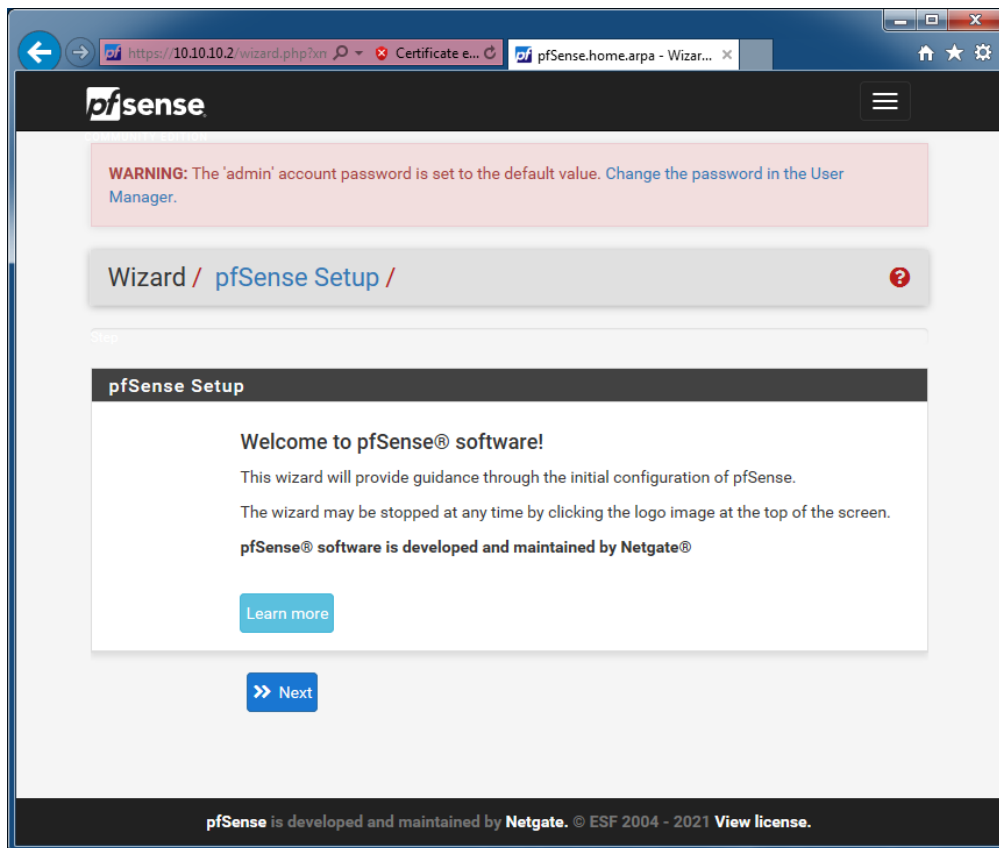 https://10.10.10.2/wizard.php?xn Certificate e... pfSense.home.arpa - Wizar...
pfsense
COMMUNITY EDITION
WARNING: The 'admin' account password is set to the default value. Change the password in the User
Manager.
Wizard / pfSense Setup /
Step
pfSense Setup
Welcome to pfSense® software!
This wizard will provide guidance through the initial configuration of pfSense.
The wizard may be stopped at any time by clicking the logo image at the top of the screen.
pfSense® software is developed and maintained by Netgate®
Learn more
Next
pfSense is developed and maintained by Netgate. © ESF 2004 - 2021 View license.